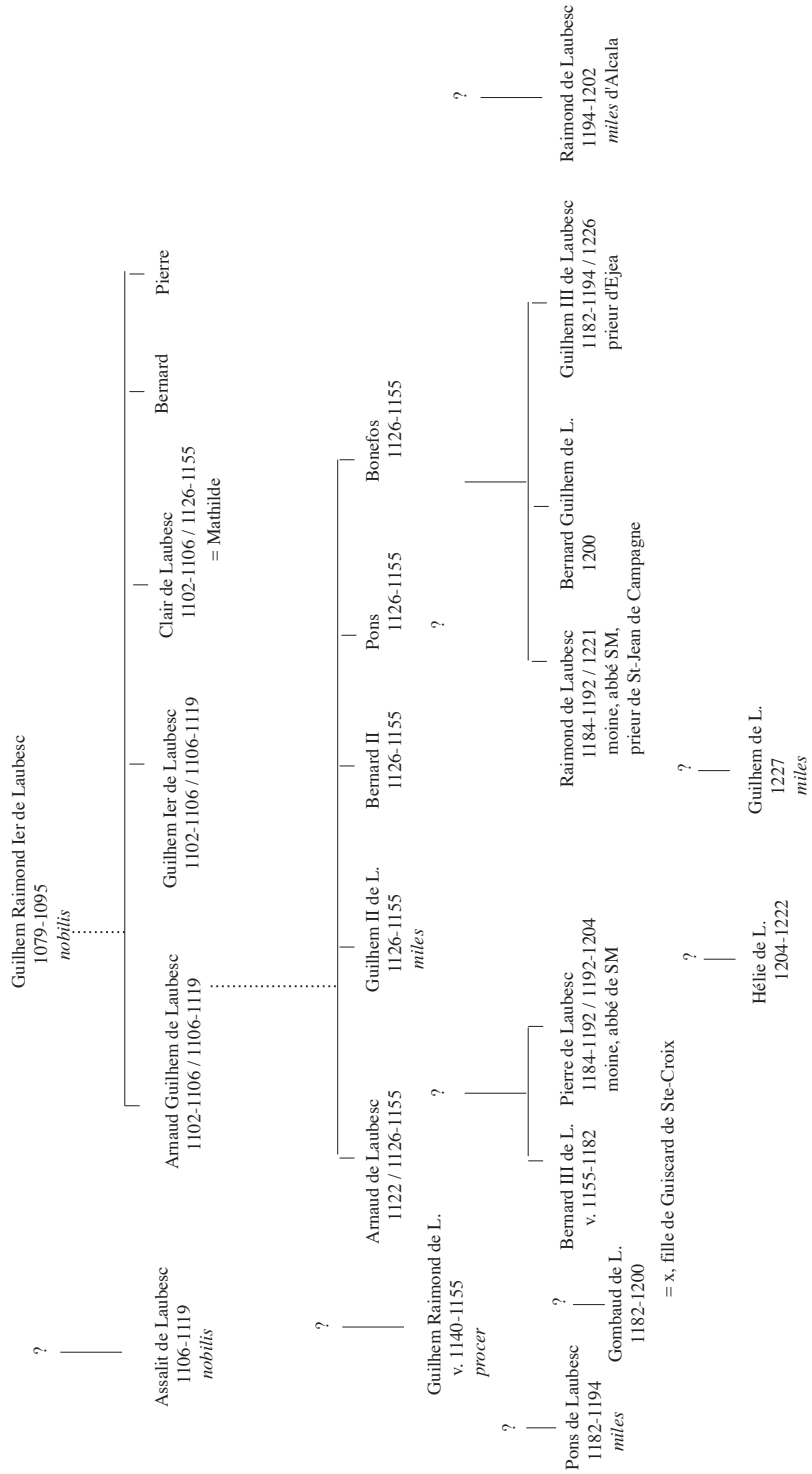 Guilhem Raimond Ier de Laubesc
1079-1095
nobilis
?
Assalit de Laubesc
1106-1119
nobilis
Arnaud Guilhem de Laubesc
1102-1106 / 1106-1119
Guilhem Ier de Laubesc
1102-1106 / 1106-1119
Clair de Laubesc
1102-1106 / 1126-1155
= Mathilde
Bernard
Pierre
?
Guilhem Raimond de L.
v. 1140-1155
procer
Arnaud de Laubesc
1122 / 1126-1155
Guilhem II de L.
1126-1155
miles
Bernard II
1126-1155
Pons
1126-1155
Bonefos
1126-1155
?
Pons de Laubesc
1182-1194
miles
?
Gombaud de L.
1182-1200
= x, fille de Guiscard de Ste-Croix
?
Bernard III de L.
v. 1155-1182
Pierre de Laubesc
1184-1192 / 1192-1204
moine, abbé de SM
?
Raimond de Laubesc
1184-1192 / 1221
moine, abbé SM,
prieur de St-Jean de Campagne
Bernard Guilhem de L.
1200
Guilhem III de Laubesc
1182-1194 / 1226
prieur d'Ejea
?
Raimond de Laubesc
1194-1202
miles d'Alcala
?
Hélie de L.
1204-1222
?
Guilhem de L.
1227
miles